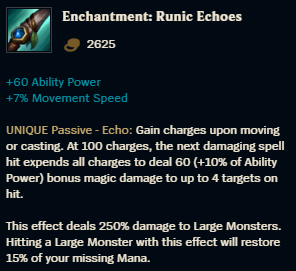 Enchantment: Runic Echoes
2625
+60 Ability Power
+7% Movement Speed
UNIQUE Passive - Echo: Gain charges upon moving
or casting. At 100 charges, the next damaging spell
hit expends all charges to deal 60 (+10% of Ability
Power) bonus magic damage to up to 4 targets on
hit.
This effect deals 250% damage to Large Monsters.
Hitting a Large Monster with this effect will restore
15% of your missing Mana.